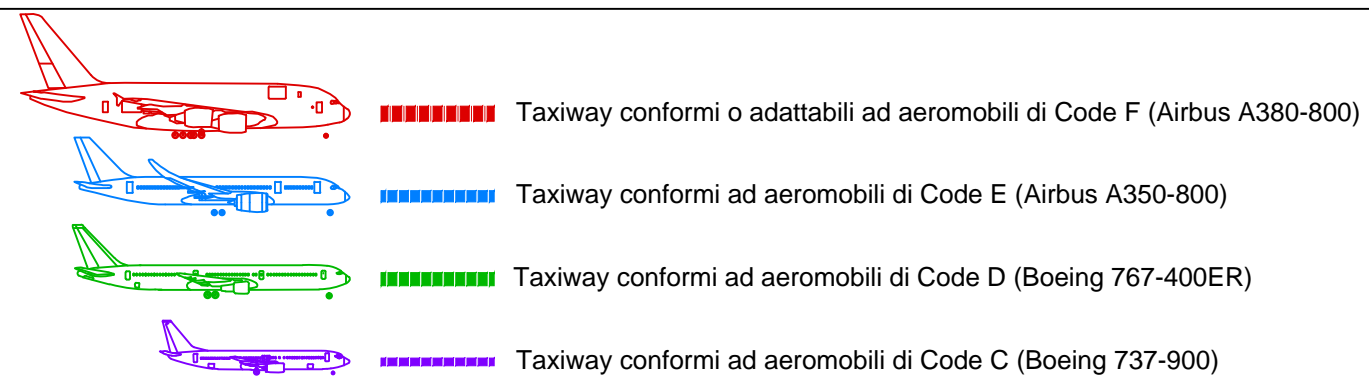 Taxiway conformi o adattabili ad aeromobili di Code F (Airbus A380-800)
Taxiway conformi ad aeromobili di Code E (Airbus A350-800)
Taxiway conformi ad aeromobili di Code D (Boeing 767-400ER)
Taxiway conformi ad aeromobili di Code C (Boeing 737-900)